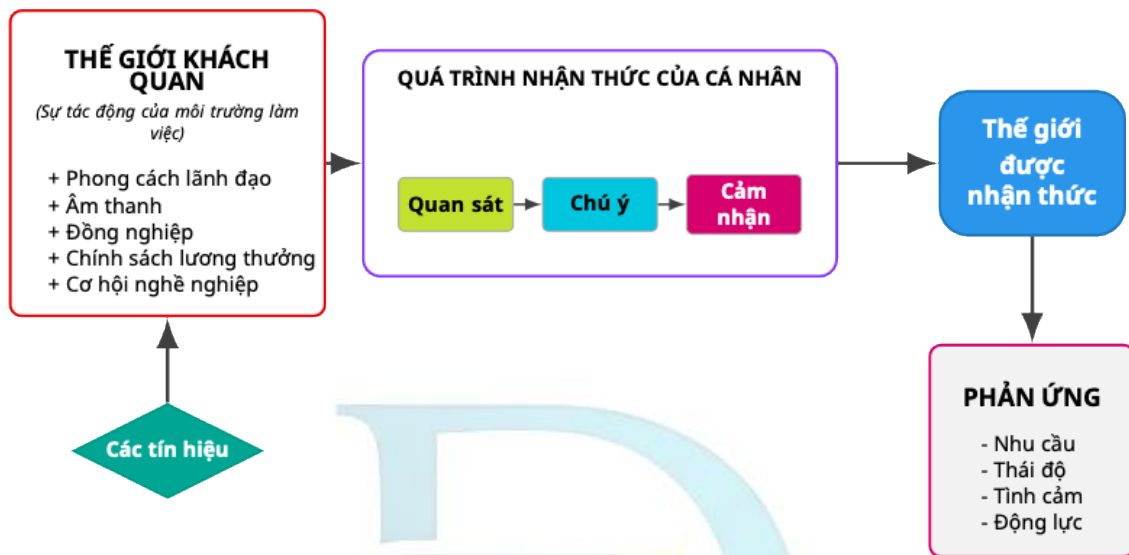 THẾ GIỚI KHÁCH
QUAN
(Sự tác động của môi trường làm
việc)
+ Phong cách lãnh đạo
+ Âm thanh
+ Đồng nghiệp
+ Chính sách lương thưởng
+ Cơ hội nghề nghiệp
Các tín hiệu
QUÁ TRÌNH NHẬN THỨC CỦA CÁ NHÂN
Quan sát
Chú ý
Cảm
nhận
Thế giới
được
nhận thức
PHẢN ỨNG
- Nhu cầu
- Thái độ
- Tình cảm
- Động lực